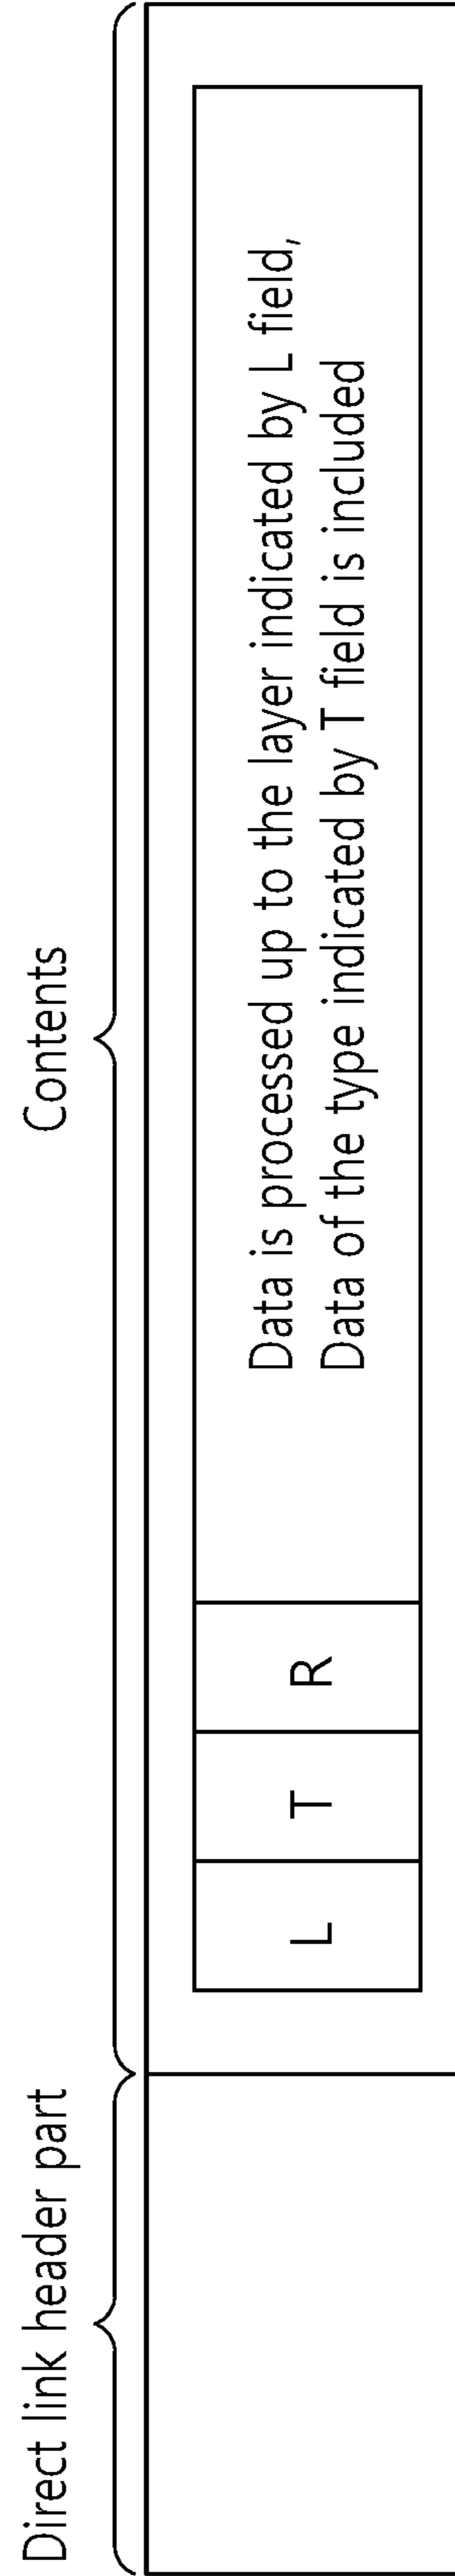 Direct link header part
Contents
L
T
R
Data is processed up to the layer indicated by L field,
Data of the type indicated by T field is included